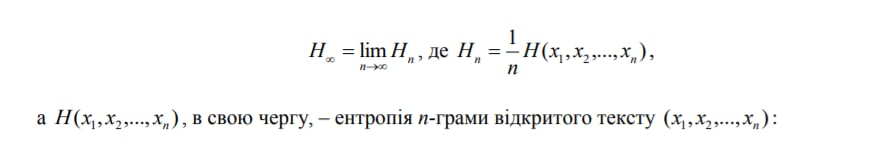 H∞ = lim n→∞ Hn, де Hn = 1/n H(x1, x2,..., xn),
а H(x1, x2,..., xn), в свою чергу, – ентропія n-грами відкритого тексту (x1, x2,..., xn):